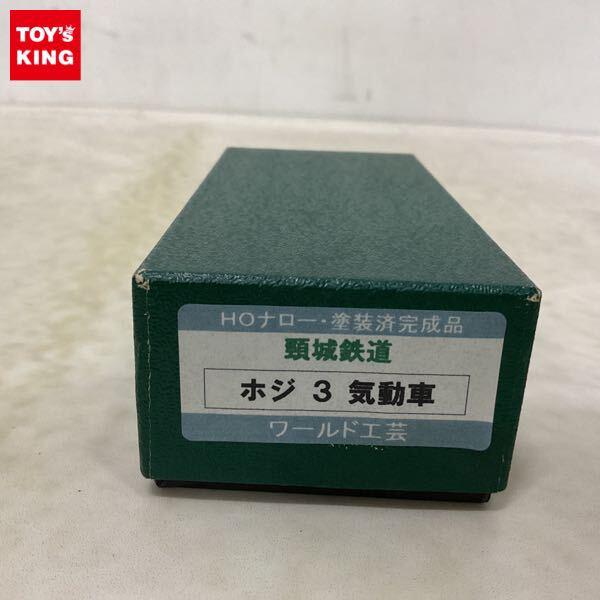 TOY's
KING
HOナロー・塗装済完成品
頸城鉄道
ホジ 3 気動車
ワールド工芸